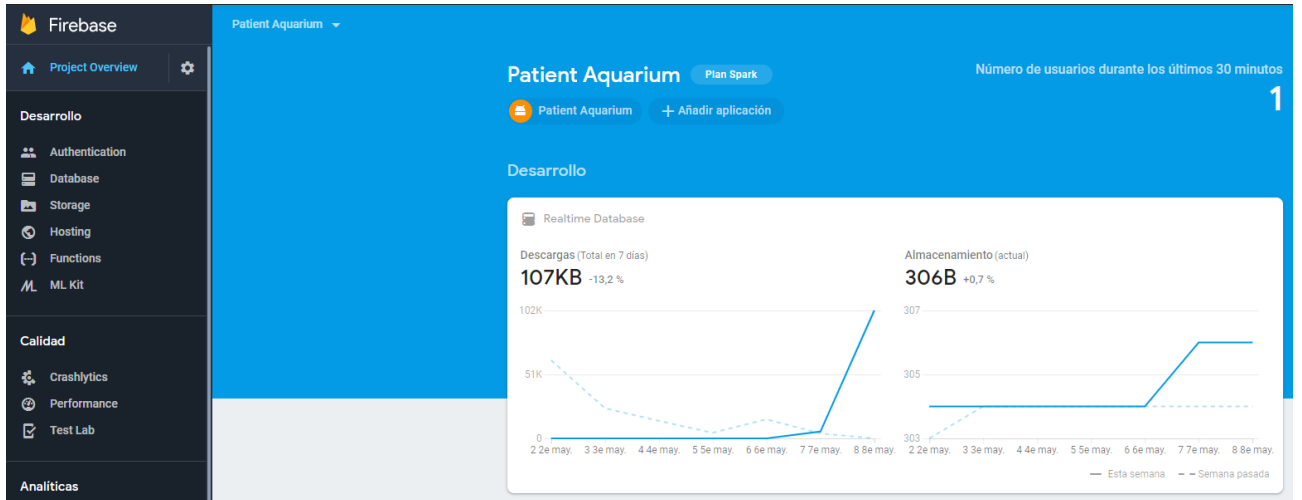 Firebase
Project Overview
Desarrollo
Authentication
Database
Storage
Hosting
Functions
ML Kit
Calidad
Crashlytics
Performance
Test Lab
Analíticas
Patient Aquarium
Patient Aquarium Plan Spark
Patient Aquarium + Añadir aplicación
Número de usuarios durante los últimos 30 minutos
1
Desarrollo
Realtime Database
Descargas (Total en 7 días)
107KB -13,2 %
102K
51K
0
2 2e may. 3 3e may. 4 4e may. 5 5e may. 6 6e may. 7 7e may. 8 8e may.
Almacenamiento (actual)
306B +0,7 %
307
305
303
2 2e may. 3 3e may. 4 4e may. 5 5e may. 6 6e may. 7 7e may. 8 8e may.
Esta semana Semana pasada